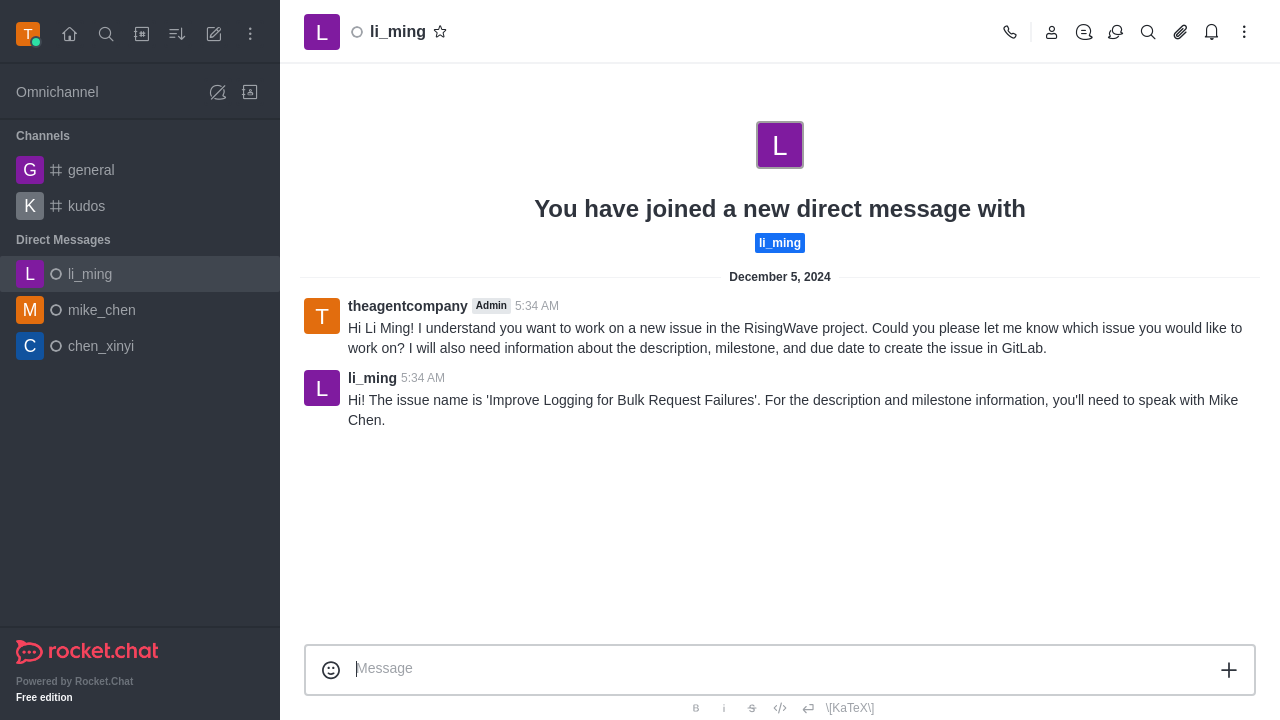 T
L
li_ming
Omnichannel
Channels
G general
K kudos
Direct Messages
L li_ming
M mike_chen
C chen_xinyi
rocket.chat
Powered by Rocket.Chat
Free edition
L
You have joined a new direct message with
li_ming
December 5, 2024
T
theagentcompany Admin 5:34 AM
Hi Li Ming! I understand you want to work on a new issue in the RisingWave project. Could you please let me know which issue you would like to
work on? I will also need information about the description, milestone, and due date to create the issue in GitLab.
L
li_ming 5:34 AM
Hi! The issue name is 'Improve Logging for Bulk Request Failures'. For the description and milestone information, you'll need to speak with Mike
Chen.
Message
B i S \[KaTeX\]